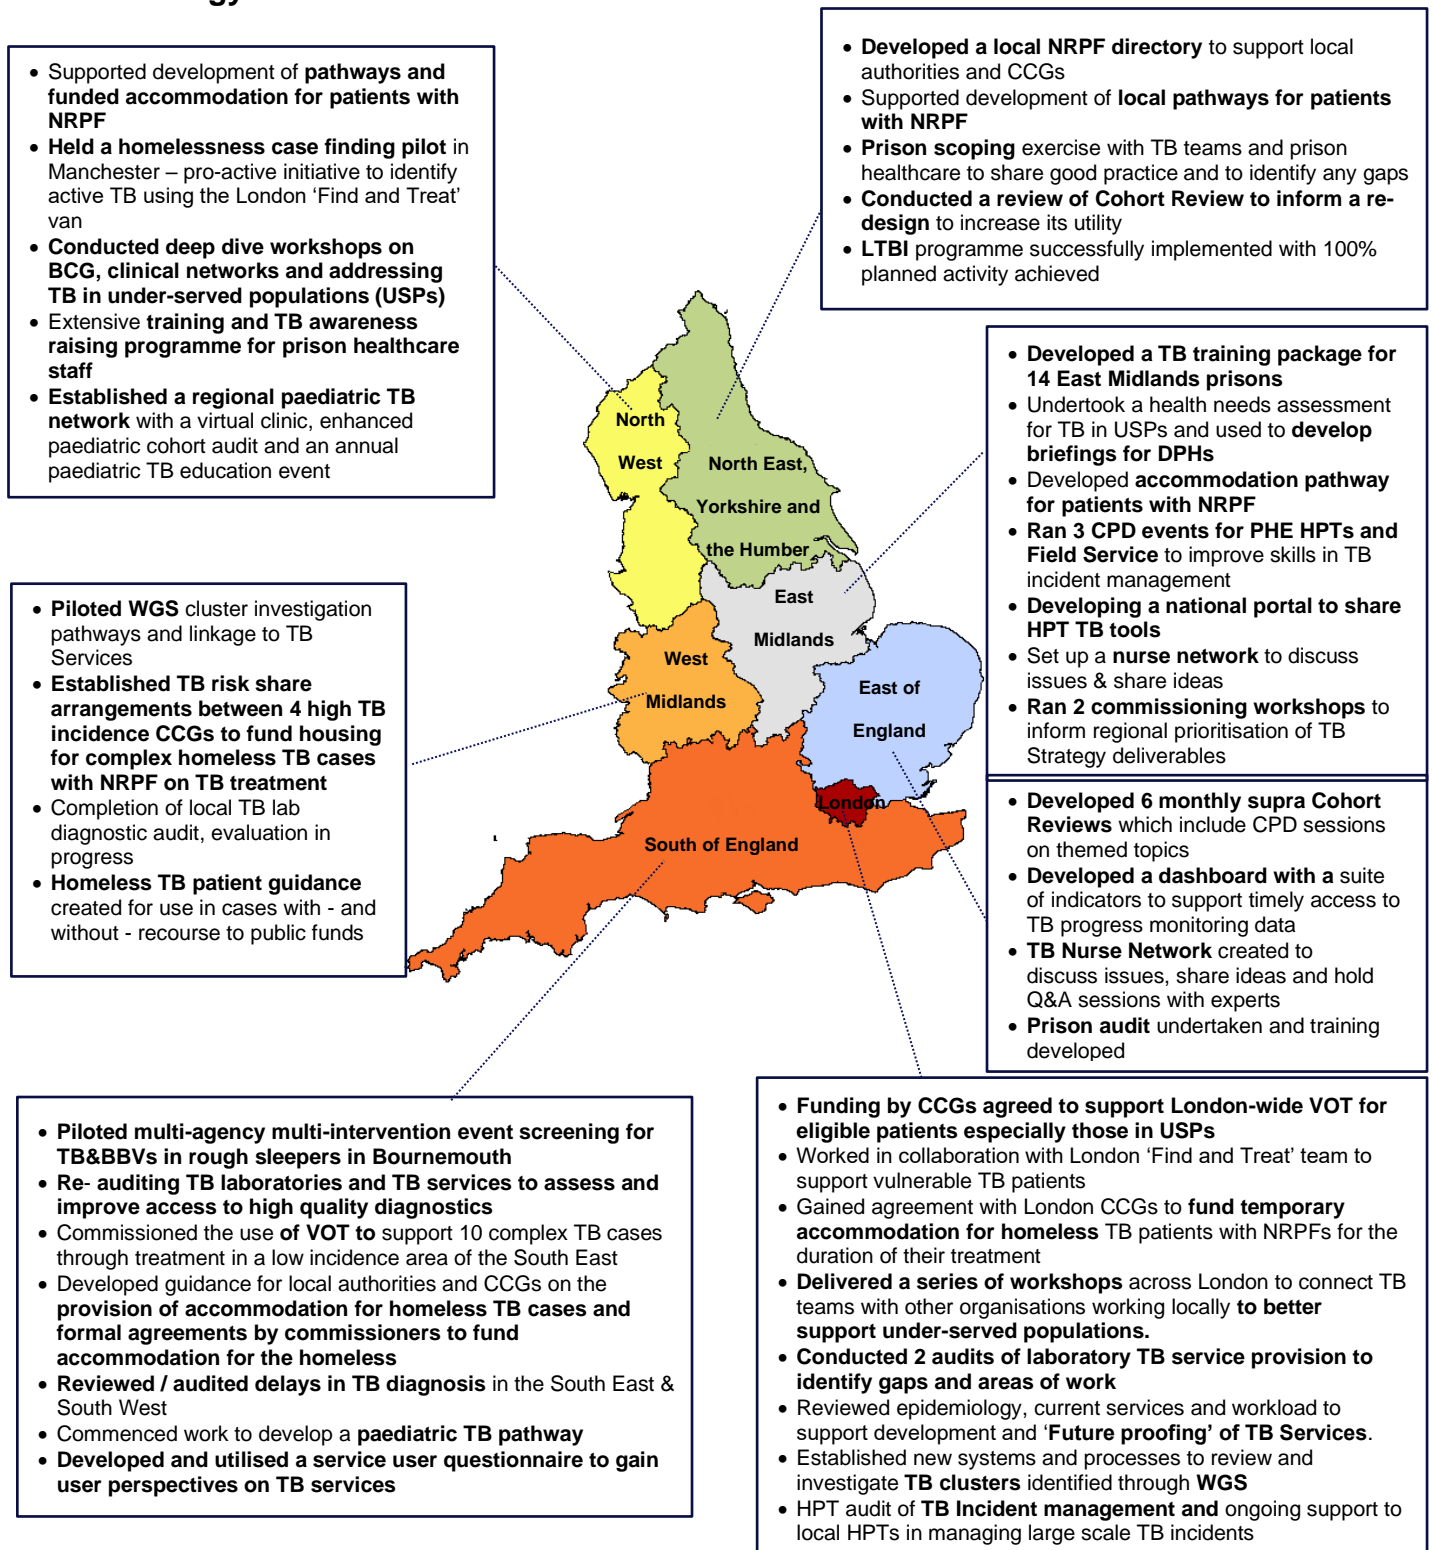 • Supported development of pathways and
funded accommodation for patients with
NRPF
• Held a homelessness case finding pilot in
Manchester – pro-active initiative to identify
active TB using the London ‘Find and Treat’
van
• Conducted deep dive workshops on
BCG, clinical networks and addressing
TB in under-served populations (USPs)
• Extensive training and TB awareness
raising programme for prison healthcare
staff
• Established a regional paediatric TB
network with a virtual clinic, enhanced
paediatric cohort audit and an annual
paediatric TB education event
• Developed a local NRPF directory to support local
authorities and CCGs
• Supported development of local pathways for patients
with NRPF
• Prison scoping exercise with TB teams and prison
healthcare to share good practice and to identify any gaps
• Conducted a review of Cohort Review to inform a re-
design to increase its utility
• LTBI programme successfully implemented with 100%
planned activity achieved
• Developed a TB training package for
14 East Midlands prisons
• Undertook a health needs assessment
for TB in USPs and used to develop
briefings for DPHs
• Developed accommodation pathway
for patients with NRPF
• Ran 3 CPD events for PHE HPTs and
Field Service to improve skills in TB
incident management
• Developing a national portal to share
HPT TB tools
• Set up a nurse network to discuss
issues & share ideas
• Ran 2 commissioning workshops to
inform regional prioritisation of TB
Strategy deliverables
North
West
North East,
Yorkshire and
the Humber
East
Midlands
West
Midlands
East of
England
London
South of England
• Piloted WGS cluster investigation
pathways and linkage to TB
Services
• Established TB risk share
arrangements between 4 high TB
incidence CCGs to fund housing
for complex homeless TB cases
with NRPF on TB treatment
• Completion of local TB lab
diagnostic audit, evaluation in
progress
• Homeless TB patient guidance
created for use in cases with - and
without - recourse to public funds
• Developed 6 monthly supra Cohort
Reviews which include CPD sessions
on themed topics
• Developed a dashboard with a suite
of indicators to support timely access to
TB progress monitoring data
• TB Nurse Network created to
discuss issues, share ideas and hold
Q&A sessions with experts
• Prison audit undertaken and training
developed
• Piloted multi-agency multi-intervention event screening for
TB&BBVs in rough sleepers in Bournemouth
• Re- auditing TB laboratories and TB services to assess and
improve access to high quality diagnostics
• Commissioned the use of VOT to support 10 complex TB cases
through treatment in a low incidence area of the South East
• Developed guidance for local authorities and CCGs on the
provision of accommodation for homeless TB cases and
formal agreements by commissioners to fund
accommodation for the homeless
• Reviewed / audited delays in TB diagnosis in the South East &
South West
• Commenced work to develop a paediatric TB pathway
• Developed and utilised a service user questionnaire to gain
user perspectives on TB services
• Funding by CCGs agreed to support London-wide VOT for
eligible patients especially those in USPs
• Worked in collaboration with London ‘Find and Treat’ team to
support vulnerable TB patients
• Gained agreement with London CCGs to fund temporary
accommodation for homeless TB patients with NRPFs for the
duration of their treatment
• Delivered a series of workshops across London to connect TB
teams with other organisations working locally to better
support under-served populations.
• Conducted 2 audits of laboratory TB service provision to
identify gaps and areas of work
• Reviewed epidemiology, current services and workload to
support development and ‘Future proofing’ of TB Services.
• Established new systems and processes to review and
investigate TB clusters identified through WGS
• HPT audit of TB Incident management and ongoing support to
local HPTs in managing large scale TB incidents